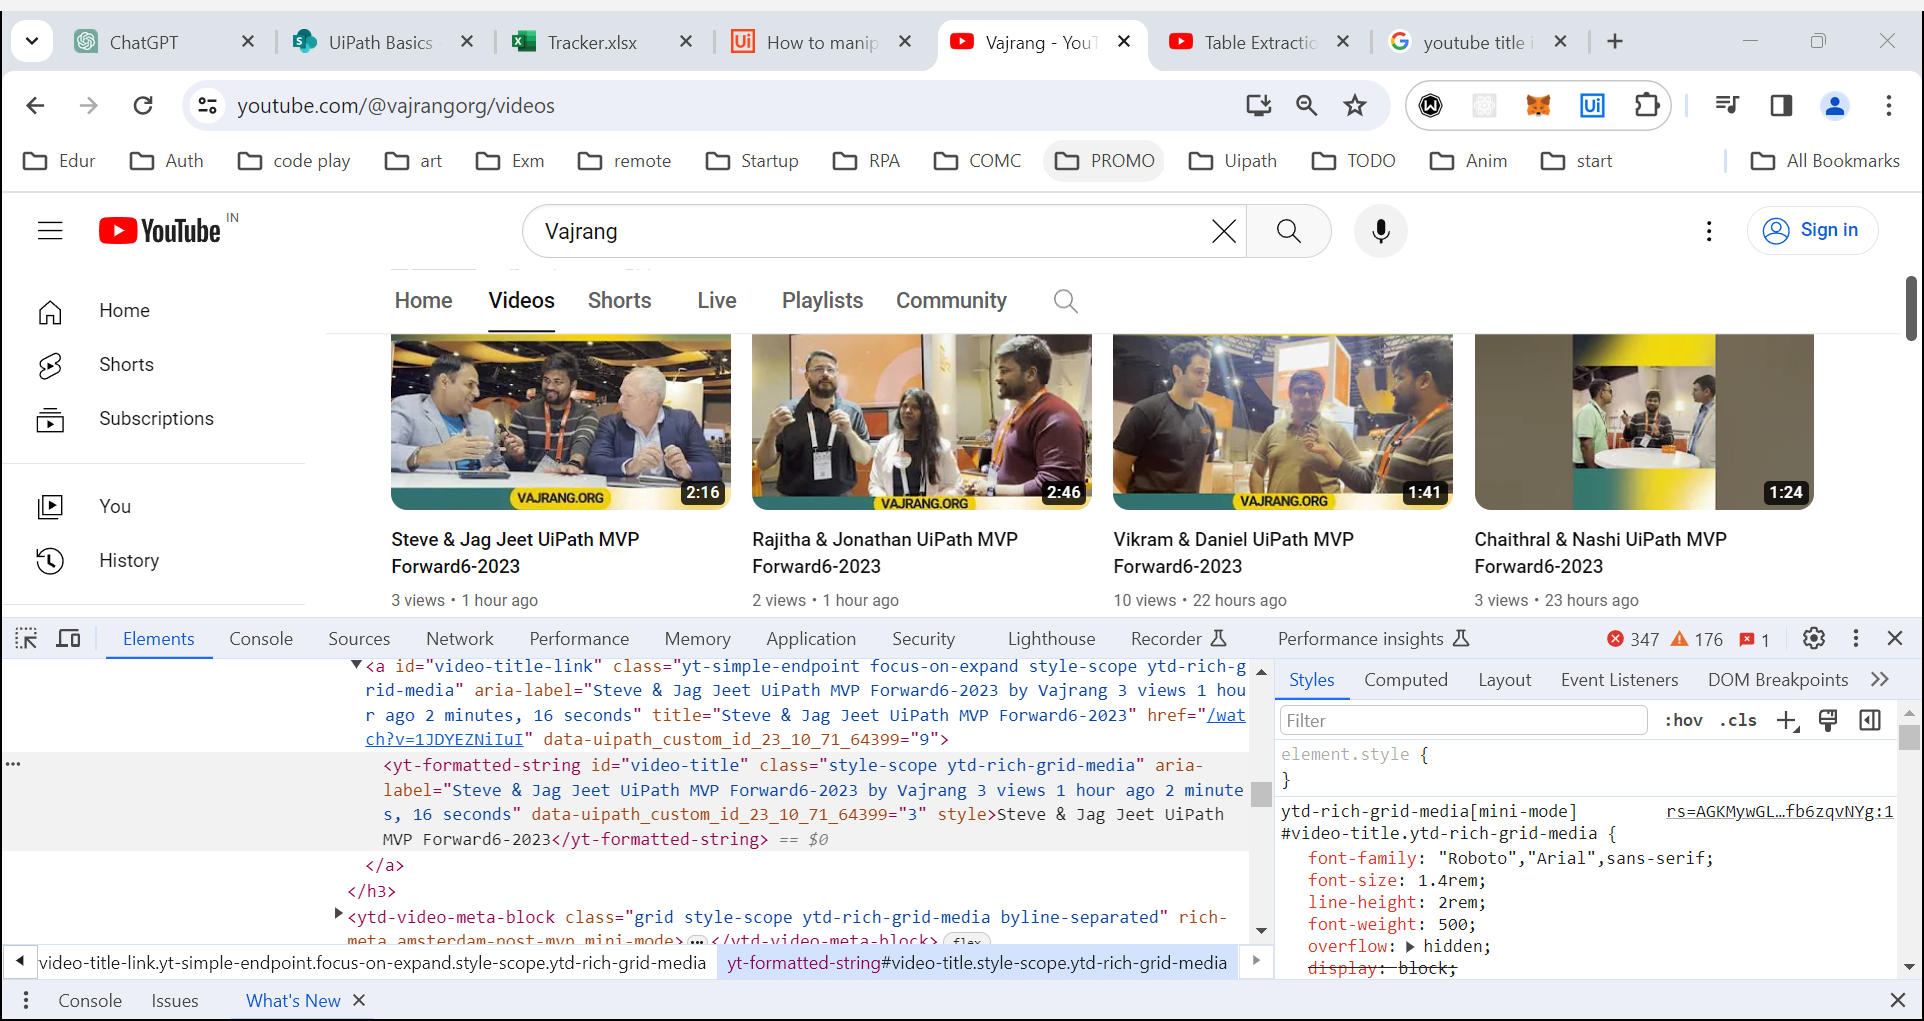 ChatGPT
UiPath Basics
Tracker.xlsx
Ui How to manip
Vajrang - YouT
Table Extractio
youtube title i
youtube.com/@vajrangorg/videos
Ui
Edur
Auth
code play
art
Exm
remote
Startup
RPA
COMC
PROMO
Uipath
TODO
Anim
start
All Bookmarks
YouTube IN
Vajrang
Sign in
Home
Videos
Shorts
Live
Playlists
Community
Home
Shorts
Subscriptions
You
History
VAJRANG.ORG
2:16
VAJRANG.ORG
2:46
VAJRANG.ORG
1:41
1:24
Steve & Jag Jeet UiPath MVP
Forward6-2023
3 views • 1 hour ago
Rajitha & Jonathan UiPath MVP
Forward6-2023
2 views • 1 hour ago
Vikram & Daniel UiPath MVP
Forward6-2023
10 views • 22 hours ago
Chaithral & Nashi UiPath MVP
Forward6-2023
3 views • 23 hours ago
Elements
Console
Sources
Network
Performance
Memory
Application
Security
Lighthouse
Recorder
Performance insights
347
176
1
<a id="video-title-link" class="yt-simple-endpoint focus-on-expand style-scope ytd-rich-g
rid-media" aria-label="Steve & Jag Jeet UiPath MVP Forward6-2023 by Vajrang 3 views 1 hou
r ago 2 minutes, 16 seconds" title="Steve & Jag Jeet UiPath MVP Forward6-2023" href="/wat
ch?v=1JDYEZNiIuI" data-uipath_custom_id_23_10_71_64399="9">
<yt-formatted-string id="video-title" class="style-scope ytd-rich-grid-media" aria-
label="Steve & Jag Jeet UiPath MVP Forward6-2023 by Vajrang 3 views 1 hour ago 2 minute
s, 16 seconds" data-uipath_custom_id_23_10_71_64399="3" style>Steve & Jag Jeet UiPath
MVP Forward6-2023</yt-formatted-string> == $0
</a>
</h3>
<ytd-video-meta-block class="grid style-scope ytd-rich-grid-media byline-separated" rich-
meta amsterdam-post-mvp mini-mode>…</ytd-video-meta-block> flex
video-title-link.yt-simple-endpoint.focus-on-expand.style-scope.ytd-rich-grid-media
yt-formatted-string#video-title.style-scope.ytd-rich-grid-media
Styles
Computed
Layout
Event Listeners
DOM Breakpoints
Filter
:hov .cls
element.style {
}
ytd-rich-grid-media[mini-mode] rs=AGKMywGL…fb6zqvNYg:1
#video-title.ytd-rich-grid-media {
font-family: "Roboto","Arial",sans-serif;
font-size: 1.4rem;
line-height: 2rem;
font-weight: 500;
overflow: hidden;
display: block;
Console
Issues
What's New